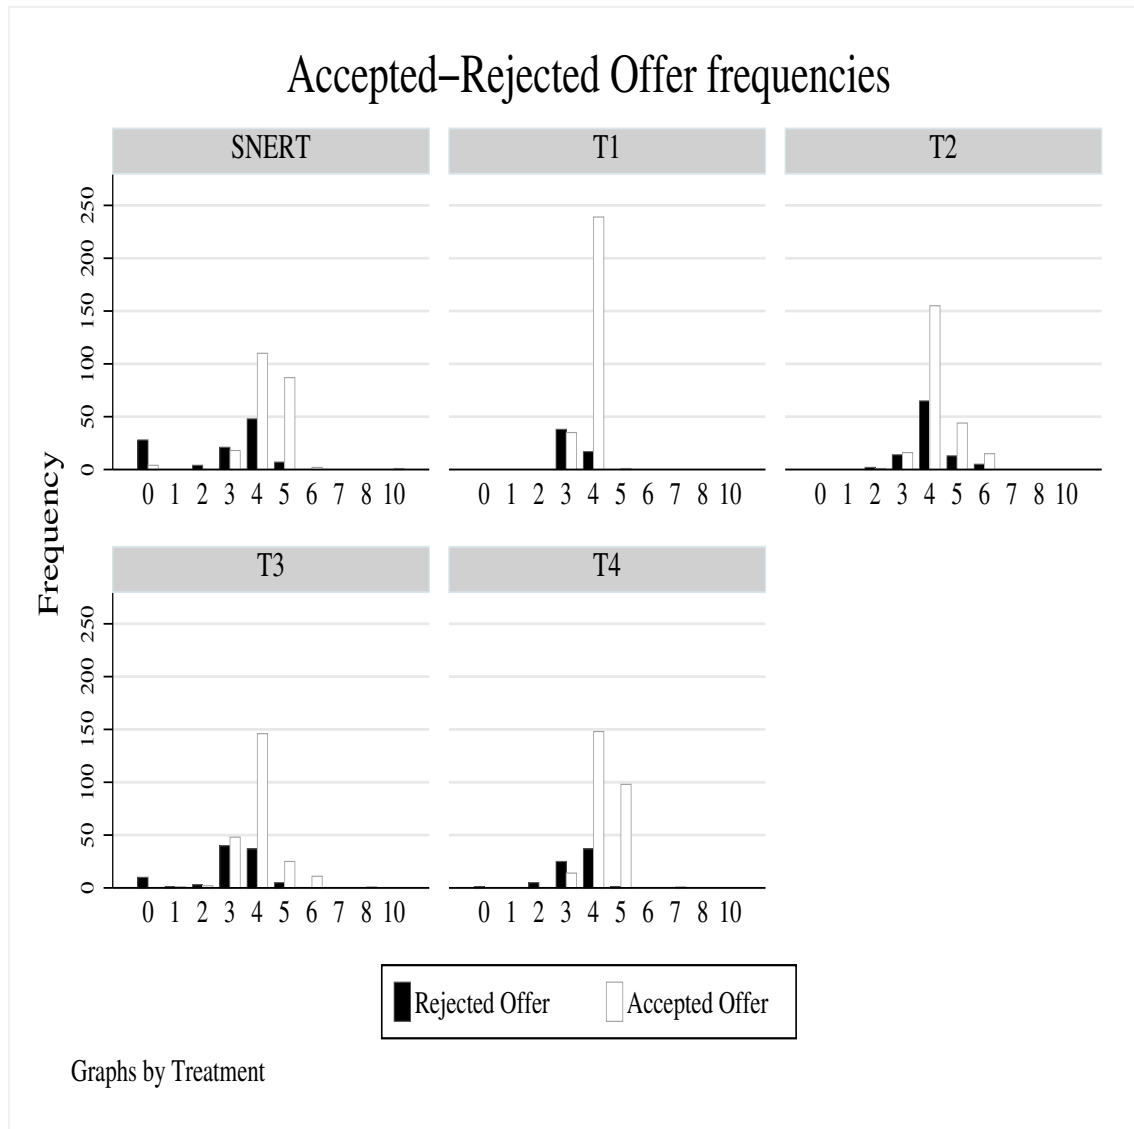 Accepted–Rejected Offer frequencies
SNERT
T1
T2
250
200
150
100
50
0
0 1 2 3 4 5 6 7 8 10
0 1 2 3 4 5 6 7 8 10
0 1 2 3 4 5 6 7 8 10
Frequency
T3
T4
250
200
150
100
50
0
0 1 2 3 4 5 6 7 8 10
0 1 2 3 4 5 6 7 8 10
Rejected Offer
Accepted Offer
Graphs by Treatment